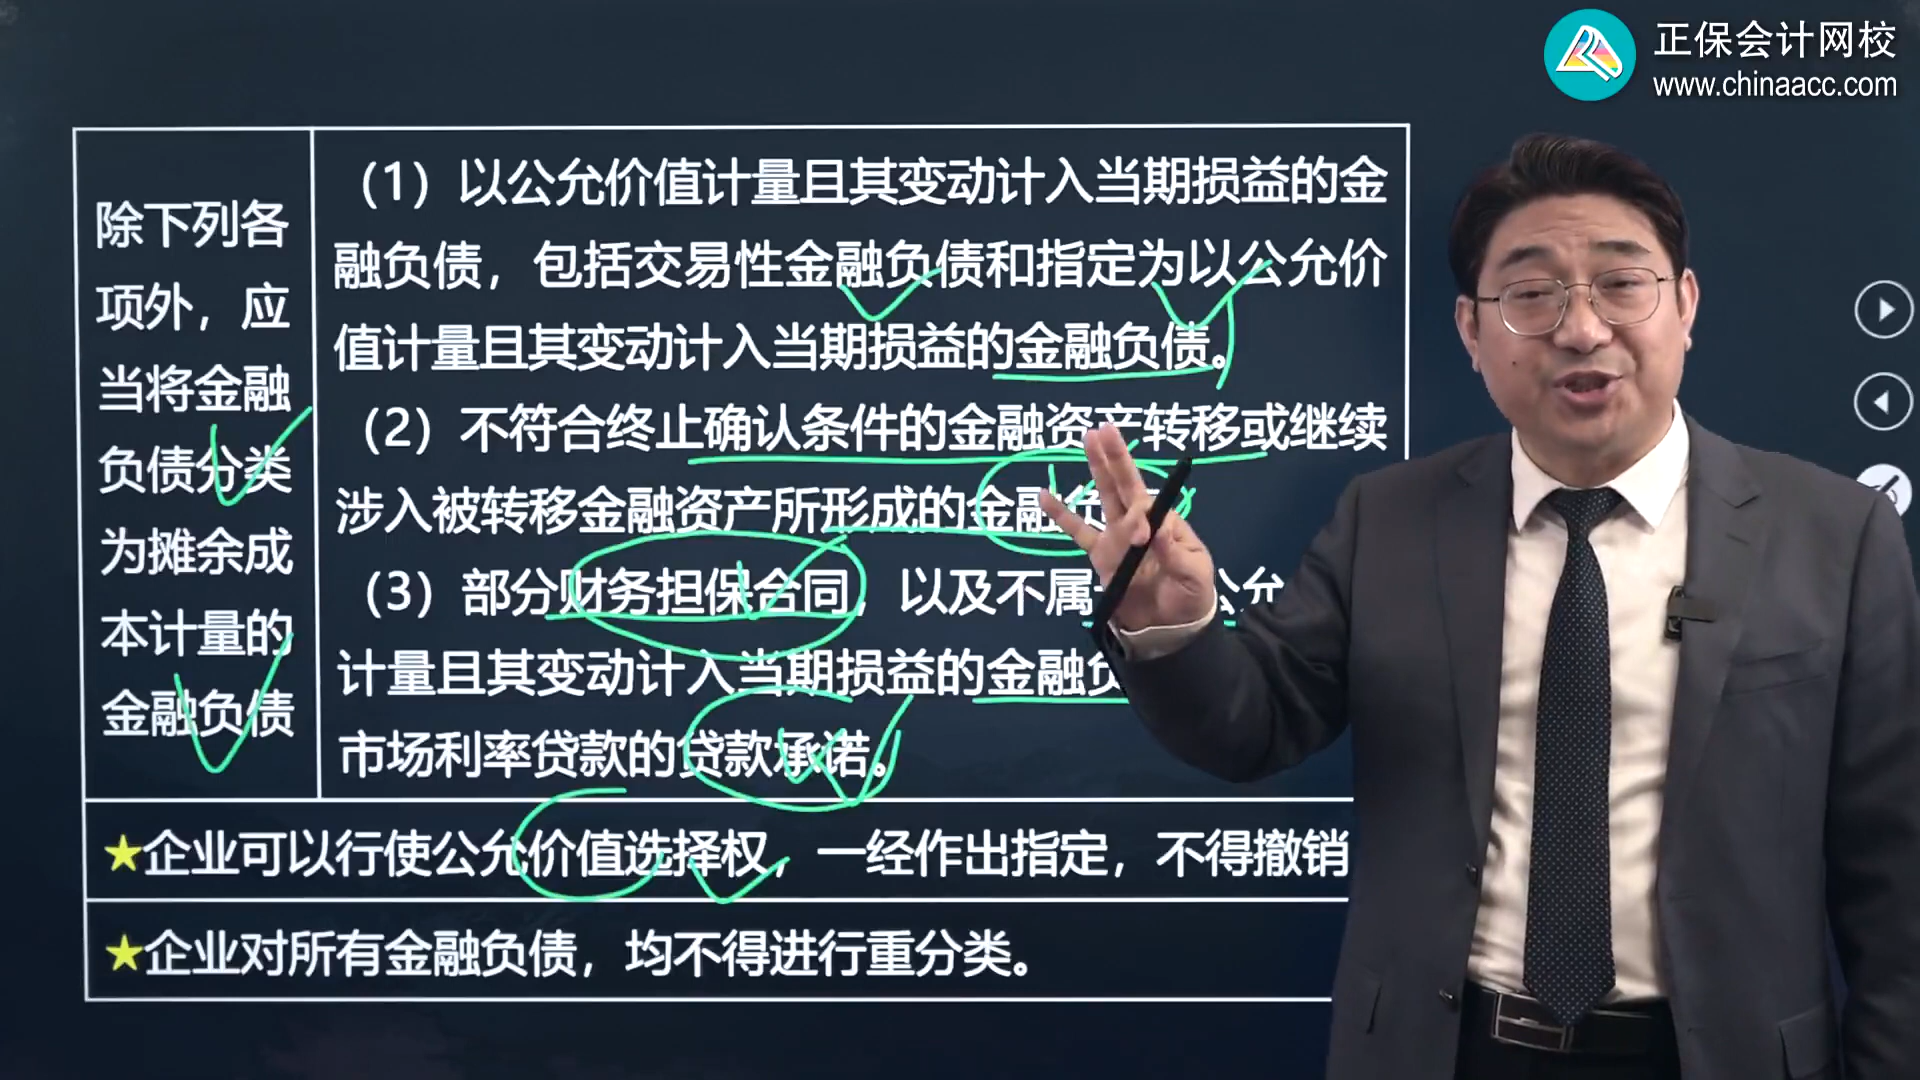 正保会计网校
www.chinaacc.com
除下列各
项外，应
当将金融
负债分类
为摊余成
本计量的
金融负债
（1）以公允价值计量且其变动计入当期损益的金
融负债，包括交易性金融负债和指定为以公允价
值计量且其变动计入当期损益的金融负债。
（2）不符合终止确认条件的金融资产转移或继续
涉入被转移金融资产所形成的金融负
（3）部分财务担保合同，以及不属 公允
计量且其变动计入当期损益的金融负
市场利率贷款的贷款承诺。
★企业可以行使公允价值选择权，一经作出指定，不得撤销
★企业对所有金融负债，均不得进行重分类。